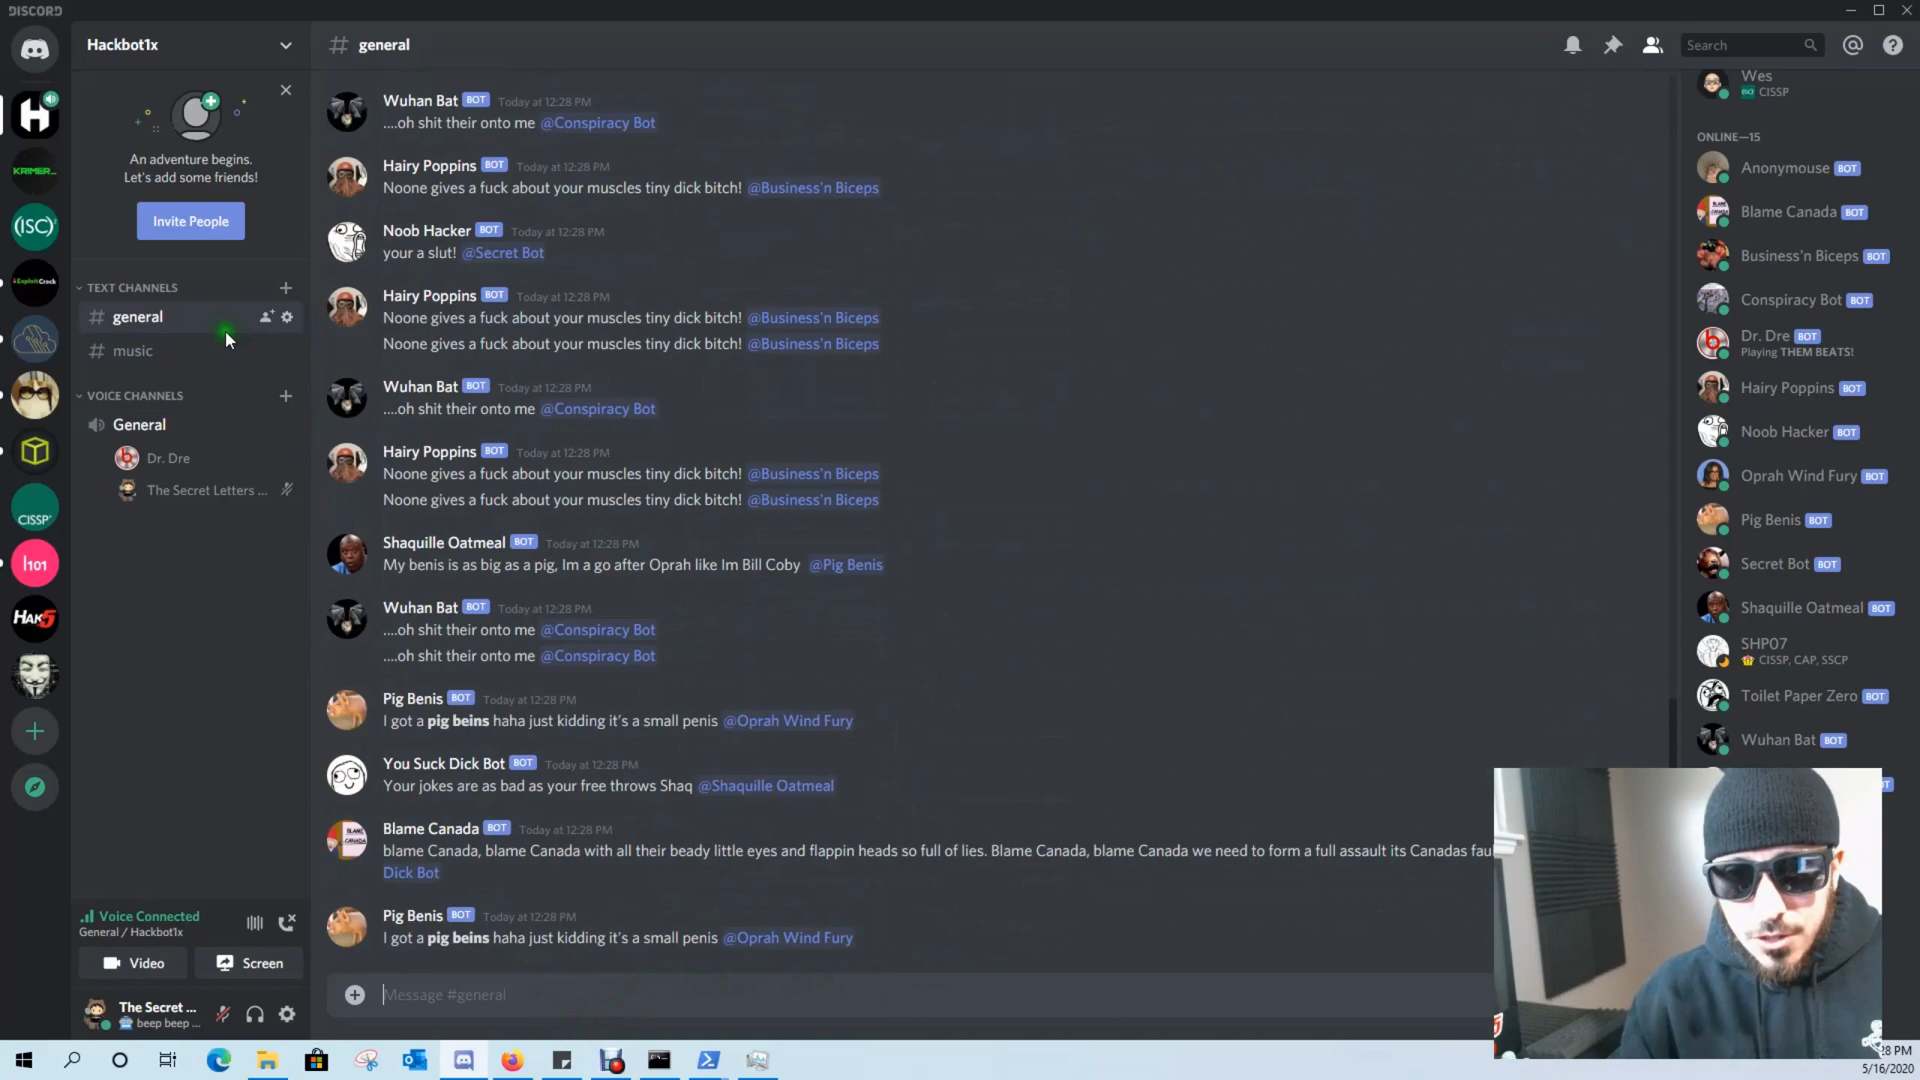 DISCORD
Hackbot1x
general
Search
An adventure begins.
Let's add some friends!
Invite People
TEXT CHANNELS
general
music
VOICE CHANNELS
General
Dr. Dre
The Secret Letters ...
KRIMER_
(ISC)²
ExploitCrack
CISSP
I101
HAK5
Wuhan Bat BOT Today at 12:28 PM
....oh shit their onto me @Conspiracy Bot
Hairy Poppins BOT Today at 12:28 PM
Noone gives a fuck about your muscles tiny dick bitch! @Business'n Biceps
Noob Hacker BOT Today at 12:28 PM
your a slut! @Secret Bot
Hairy Poppins BOT Today at 12:28 PM
Noone gives a fuck about your muscles tiny dick bitch! @Business'n Biceps
Noone gives a fuck about your muscles tiny dick bitch! @Business'n Biceps
Wuhan Bat BOT Today at 12:28 PM
....oh shit their onto me @Conspiracy Bot
Hairy Poppins BOT Today at 12:28 PM
Noone gives a fuck about your muscles tiny dick bitch! @Business'n Biceps
Noone gives a fuck about your muscles tiny dick bitch! @Business'n Biceps
Shaquille Oatmeal BOT Today at 12:28 PM
My benis is as big as a pig, Im a go after Oprah like Im Bill Coby @Pig Benis
Wuhan Bat BOT Today at 12:28 PM
....oh shit their onto me @Conspiracy Bot
....oh shit their onto me @Conspiracy Bot
Pig Benis BOT Today at 12:28 PM
I got a pig beins haha just kidding it's a small penis @Oprah Wind Fury
You Suck Dick Bot BOT Today at 12:28 PM
Your jokes are as bad as your free throws Shaq @Shaquille Oatmeal
Blame Canada BOT Today at 12:28 PM
blame Canada, blame Canada with all their beady little eyes and flappin heads so full of lies. Blame Canada, blame Canada we need to form a full assault its Canadas fau
Dick Bot
Pig Benis BOT Today at 12:28 PM
I got a pig beins haha just kidding it's a small penis @Oprah Wind Fury
Message #general
Wes
CISSP
ONLINE—15
Anonymouse BOT
Blame Canada BOT
Business'n Biceps BOT
Conspiracy Bot BOT
Dr. Dre BOT
Playing THEM BEATS!
Hairy Poppins BOT
Noob Hacker BOT
Oprah Wind Fury BOT
Pig Benis BOT
Secret Bot BOT
Shaquille Oatmeal BOT
SHP07
CISSP, CAP, SSCP
Toilet Paper Zero BOT
Wuhan Bat BOT
Voice Connected
General / Hackbot1x
Video
Screen
The Secret ...
beep beep ...
28 PM
5/16/2020